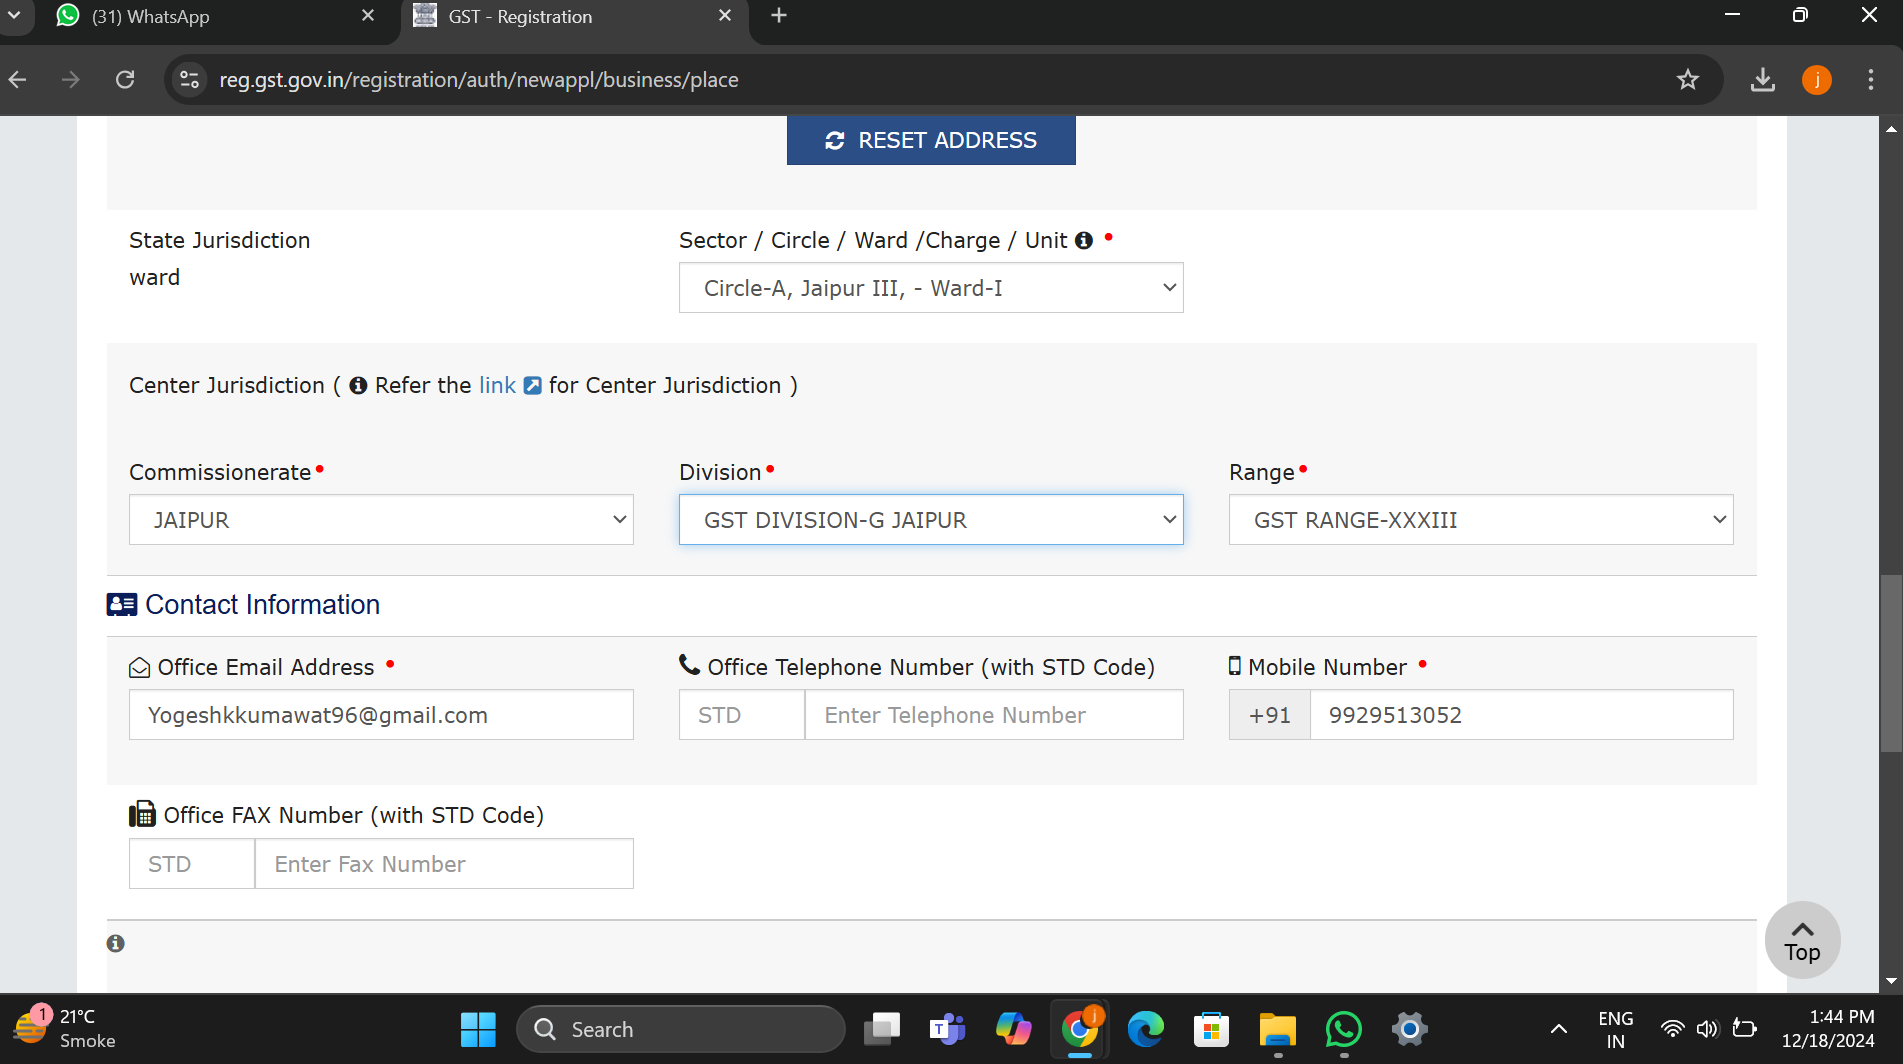 (31) WhatsApp
GST - Registration
reg.gst.gov.in/registration/auth/newappl/business/place
j
RESET ADDRESS
State Jurisdiction
ward
Sector / Circle / Ward /Charge / Unit
Circle-A, Jaipur III, - Ward-I
Center Jurisdiction ( Refer the link for Center Jurisdiction )
Commissionerate
JAIPUR
Division
GST DIVISION-G JAIPUR
Range
GST RANGE-XXXIII
Contact Information
Office Email Address
Yogeshkkumawat96@gmail.com
Office Telephone Number (with STD Code)
STD
Enter Telephone Number
Mobile Number
+91
9929513052
Office FAX Number (with STD Code)
STD
Enter Fax Number
Top
1
21°C
Smoke
Search
T
j
ENG
IN
1:44 PM
12/18/2024